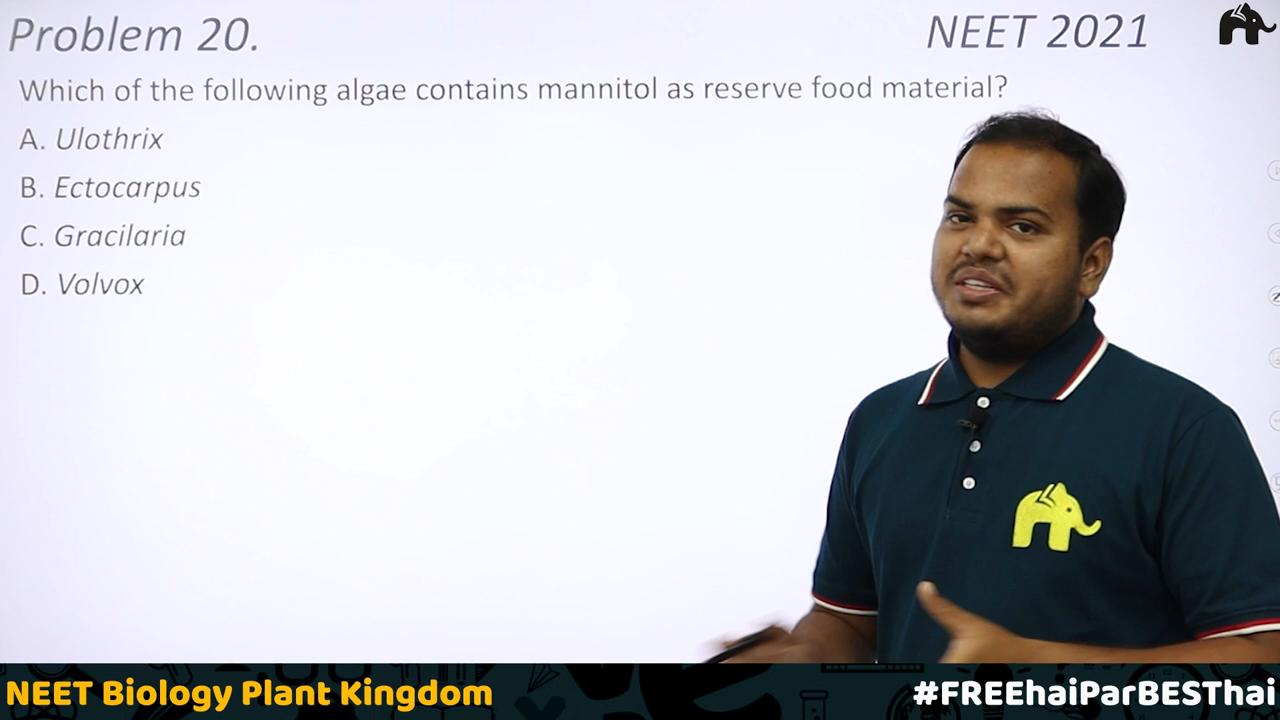 Problem 20.
NEET 2021
Which of the following algae contains mannitol as reserve food material?
A. Ulothrix
B. Ectocarpus
C. Gracilaria
D. Volvox
NEET Biology Plant Kingdom
#FREEhaiParBESThai